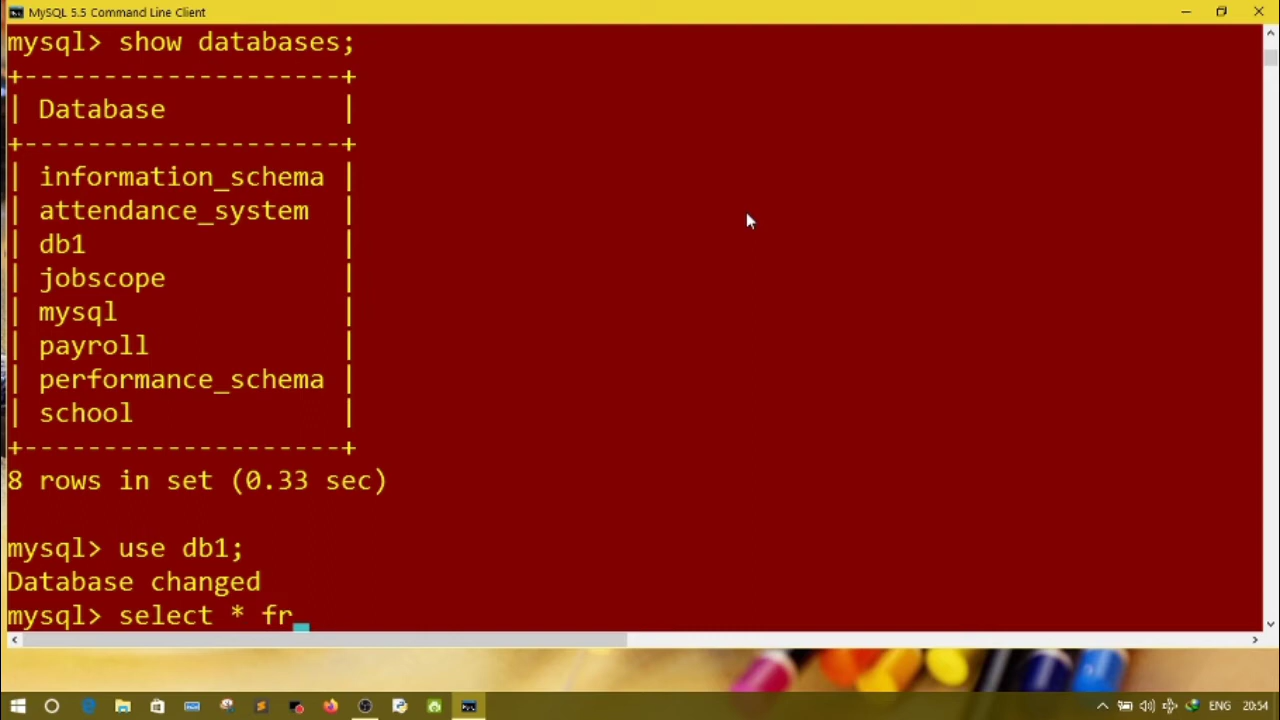 MySQL 5.5 Command Line Client
mysql> show databases;
+--------------------+
| Database           |
+--------------------+
| information_schema |
| attendance_system  |
| db1                |
| jobscope           |
| mysql              |
| payroll            |
| performance_schema |
| school             |
+--------------------+
8 rows in set (0.33 sec)
mysql> use db1;
Database changed
mysql> select * fr
ENG 20:54